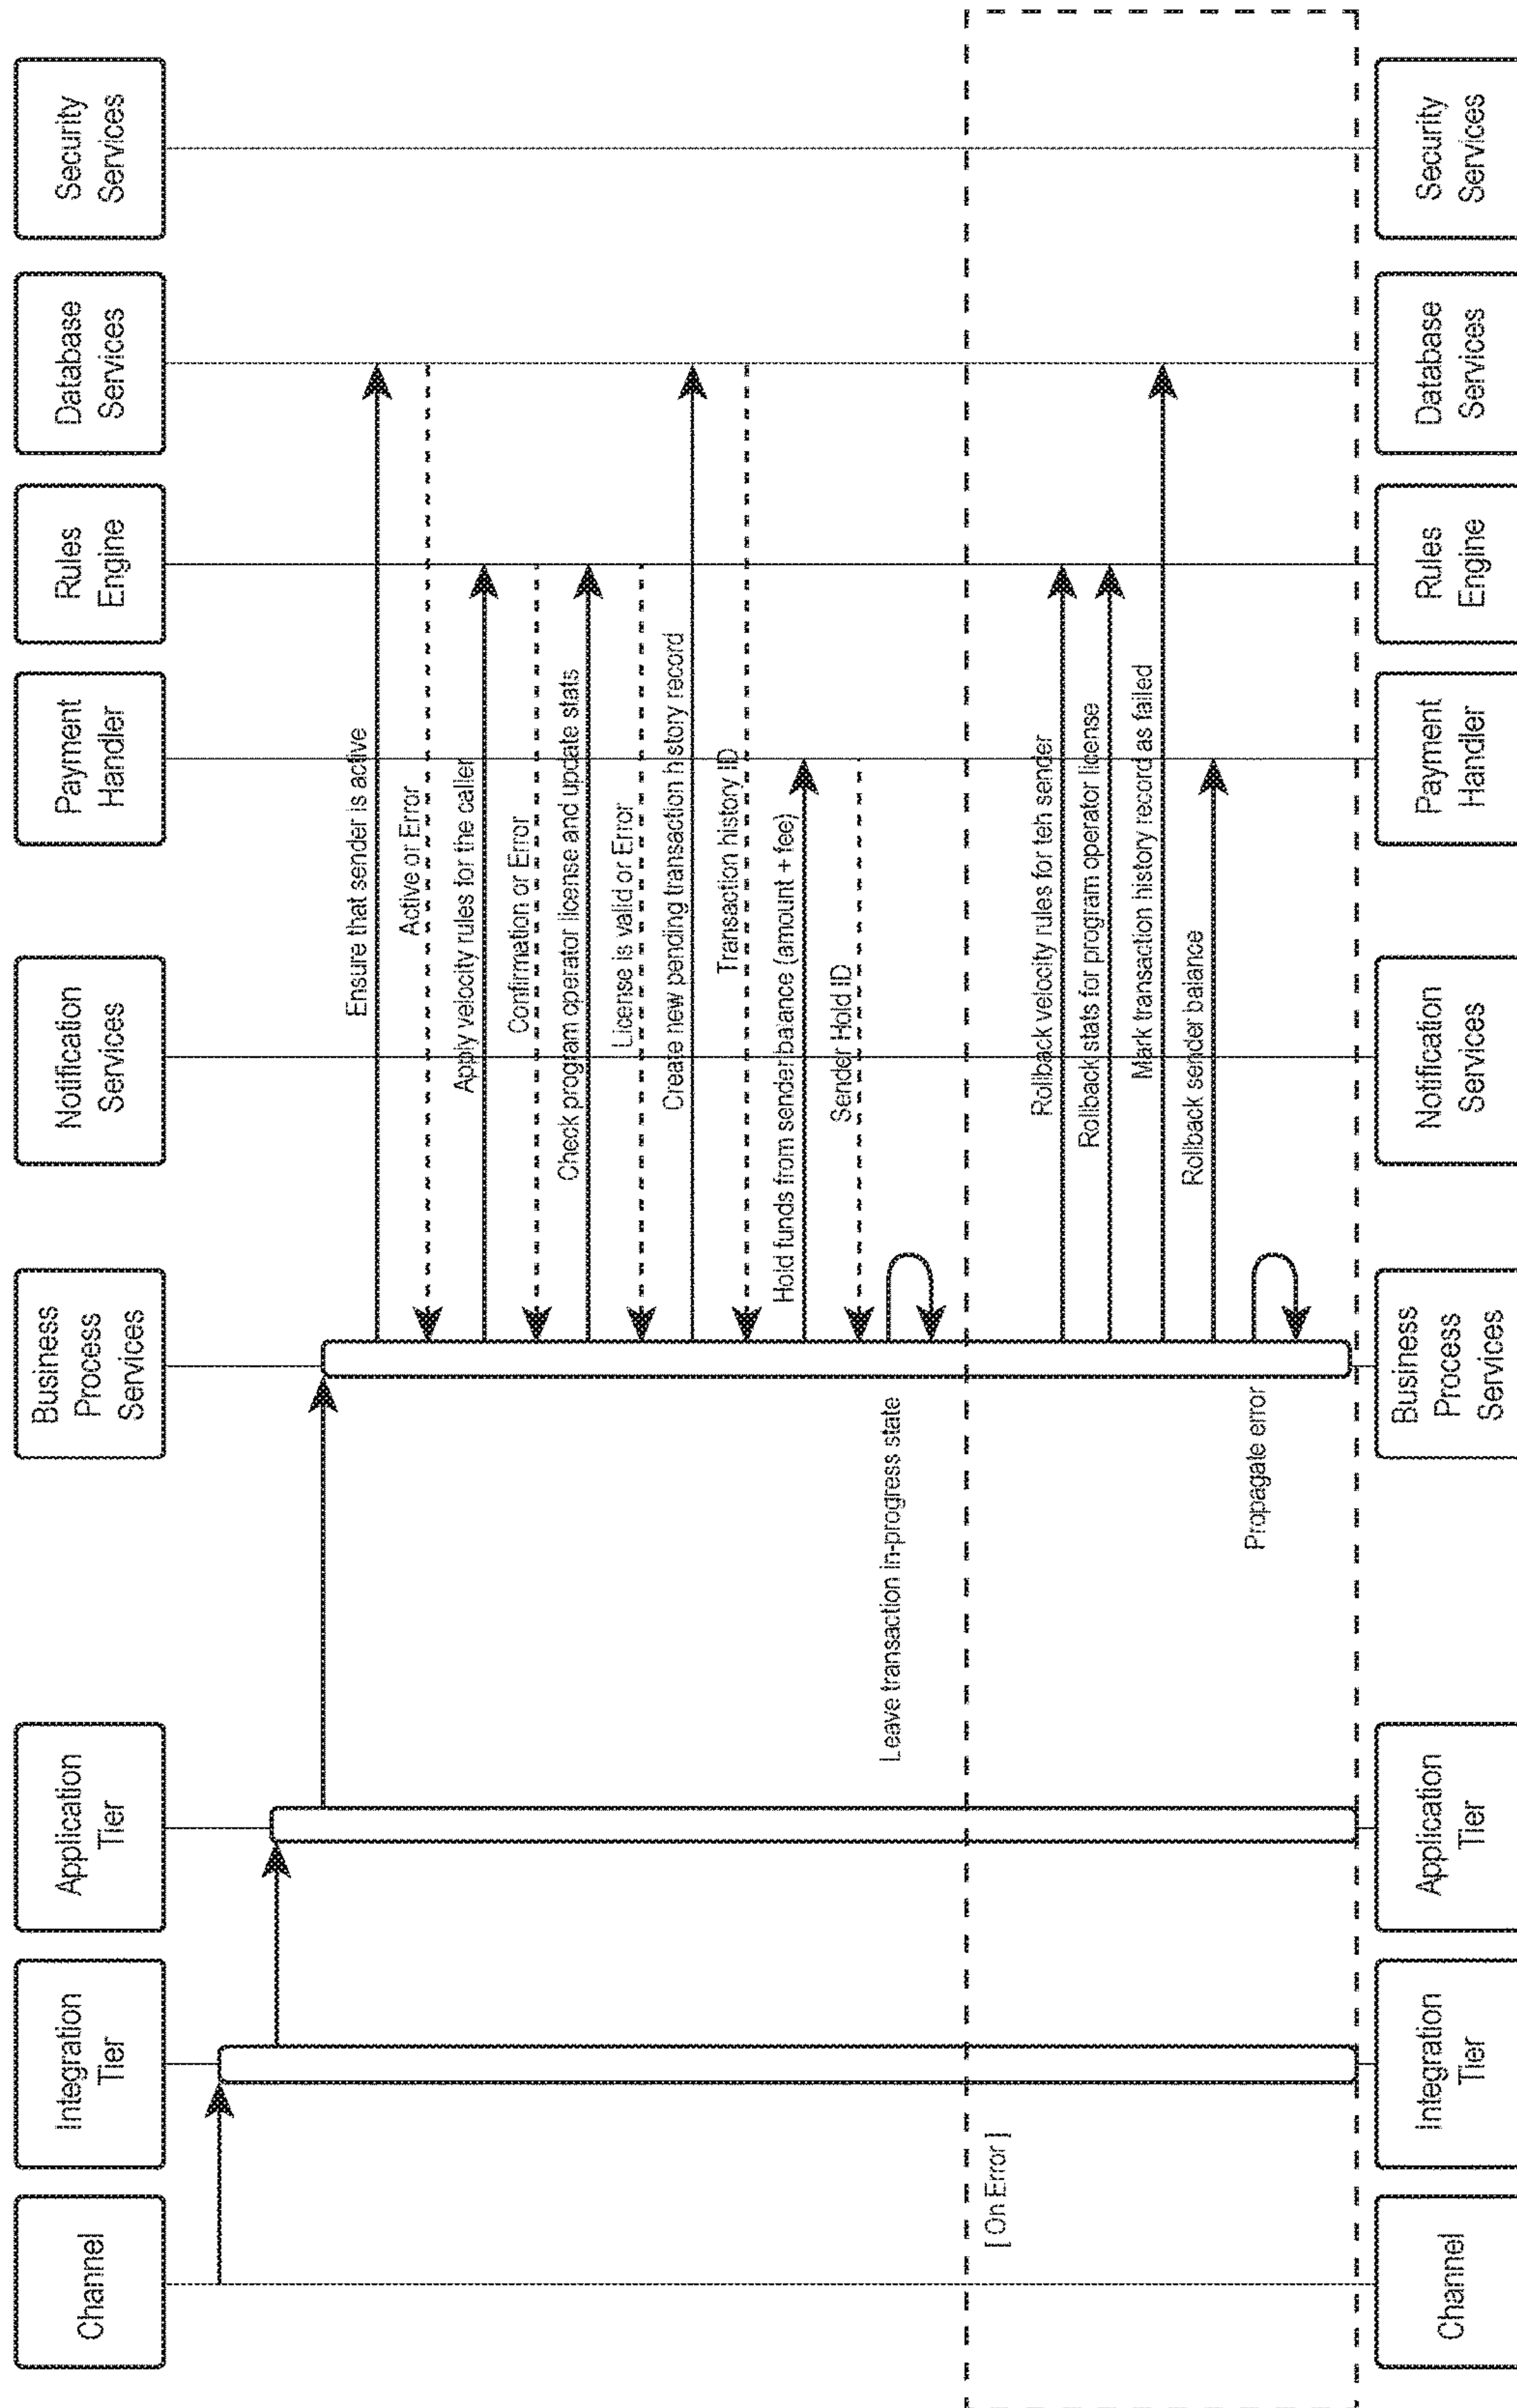 Channel
Integration
Tier
Application
Tier
Business
Process
Services
Notification
Services
Payment
Handler
Rules
Engine
Database
Services
Security
Services
Ensure that sender is active
Active or Error
Apply velocity rules for the caller
Confirmation or Error
Check program operator license and update stats
License is valid or Error
Create new pending transaction history record
Transaction history ID
Hold funds from sender balance (amount + fee)
Sender Hold ID
Leave transaction in-progress state
[ On Error ]
Rollback velocity rules for teh sender
Rollback stats for program operator license
Mark transaction history record as failed
Rollback sender balance
Propagate error
Channel
Integration
Tier
Application
Tier
Business
Process
Services
Notification
Services
Payment
Handler
Rules
Engine
Database
Services
Security
Services